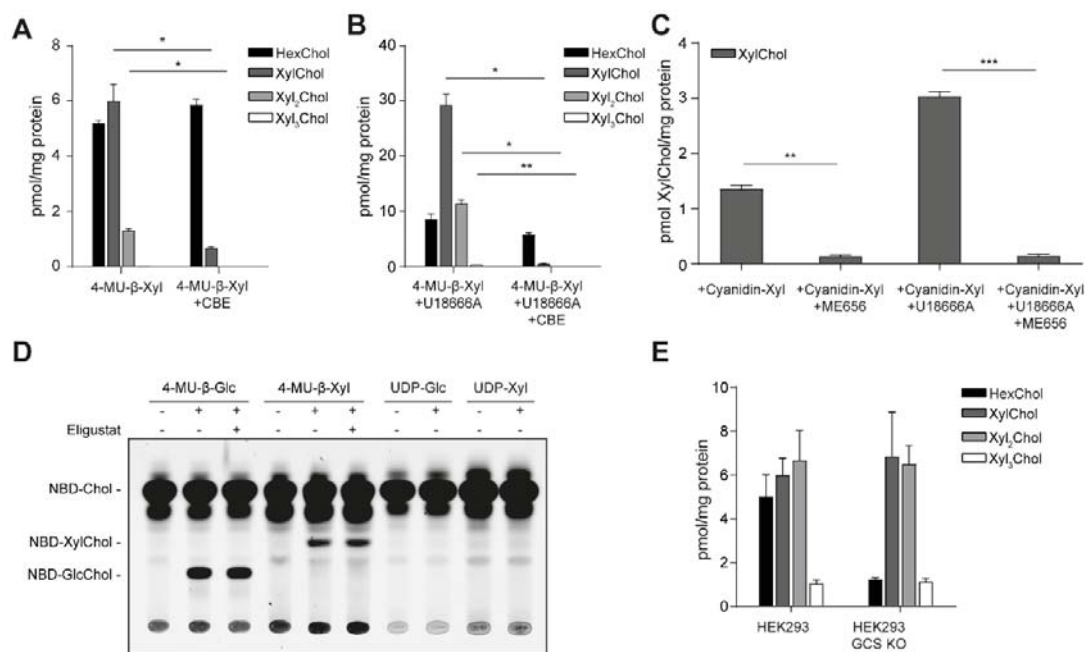 A
*
*
HexChol
XylChol
Xyl₂Chol
Xyl₃Chol
pmol/mg protein
8
6
4
2
0
4-MU-β-Xyl
4-MU-β-Xyl
+CBE
B
*
*
**
HexChol
XylChol
Xyl₂Chol
Xyl₃Chol
pmol/mg protein
40
30
20
10
0
4-MU-β-Xyl
+U18666A
4-MU-β-Xyl
+U18666A
+CBE
C
XylChol
**
***
pmol XylChol/mg protein
4
3
2
1
0
+Cyanidin-Xyl
+Cyanidin-Xyl
+ME656
+Cyanidin-Xyl
+U18666A
+Cyanidin-Xyl
+U18666A
+ME656
D
4-MU-β-Glc 4-MU-β-Xyl UDP-Glc UDP-Xyl
- + + - + + - + - +
Eligustat - - + - - + - - - -
NBD-Chol -
NBD-XylChol -
NBD-GlcChol -
E
HexChol
XylChol
Xyl₂Chol
Xyl₃Chol
pmol/mg protein
10
8
6
4
2
0
HEK293
HEK293
GCS KO